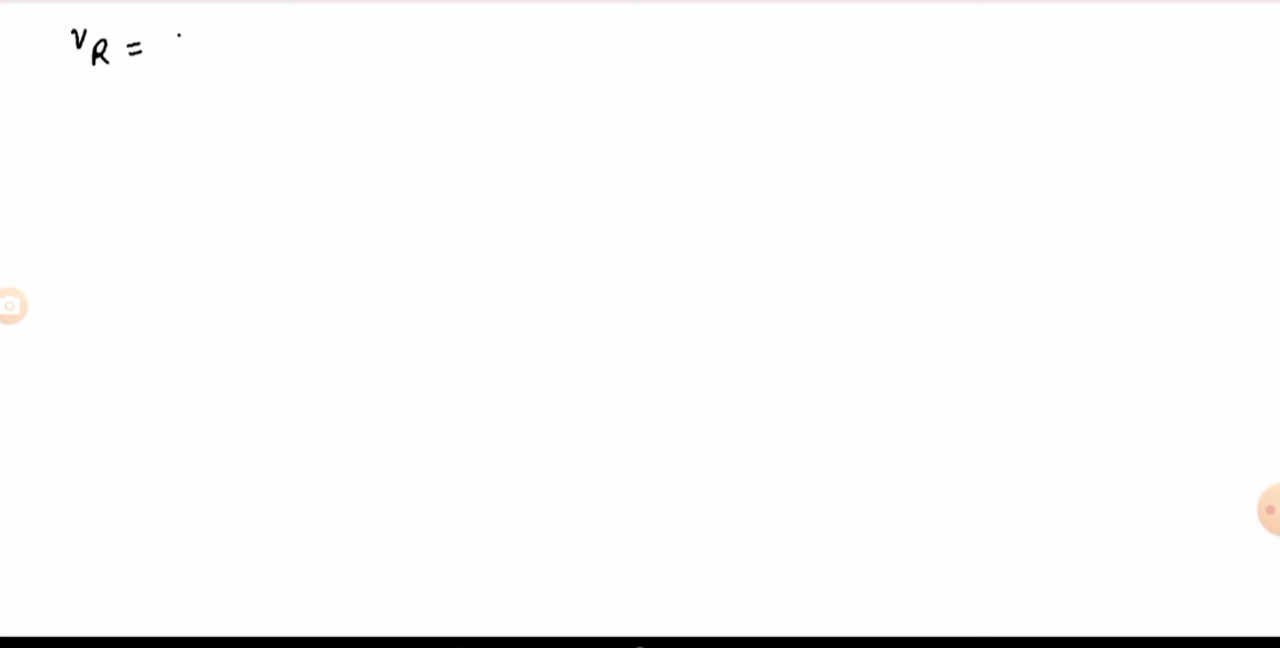 v_R =